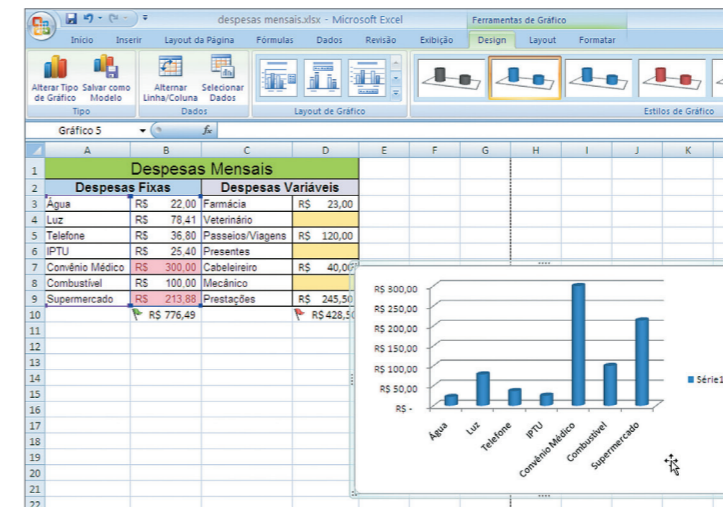 despesas mensais.xlsx - Microsoft Excel
Ferramentas de Gráfico
Início Inserir Layout da Página Fórmulas Dados Revisão Exibição Design Layout Formatar
Alterar Tipo de Gráfico Salvar como Modelo Alternar Linha/Coluna Selecionar Dados
Tipo Dados Layout de Gráfico Estilos de Gráfico
Gráfico 5 fx
A B C D E F G H I J K
1 Despesas Mensais
2 Despesas Fixas Despesas Variáveis
3 Água R$ 22,00 Farmácia R$ 23,00
4 Luz R$ 78,41 Veterinário
5 Telefone R$ 36,80 Passeios/Viagens R$ 120,00
6 IPTU R$ 25,40 Presentes
7 Convênio Médico R$ 300,00 Cabeleireiro R$ 40,00
8 Combustível R$ 100,00 Mecânico
9 Supermercado R$ 213,88 Prestações R$ 245,50
10 R$ 776,49 R$ 428,50
11
12
13
14
15
16
17
18
19
20
21
22
R$ 300,00
R$ 250,00
R$ 200,00
R$ 150,00
R$ 100,00
R$ 50,00
R$ -
Água Luz Telefone IPTU Convênio Médico Combustível Supermercado
Série1